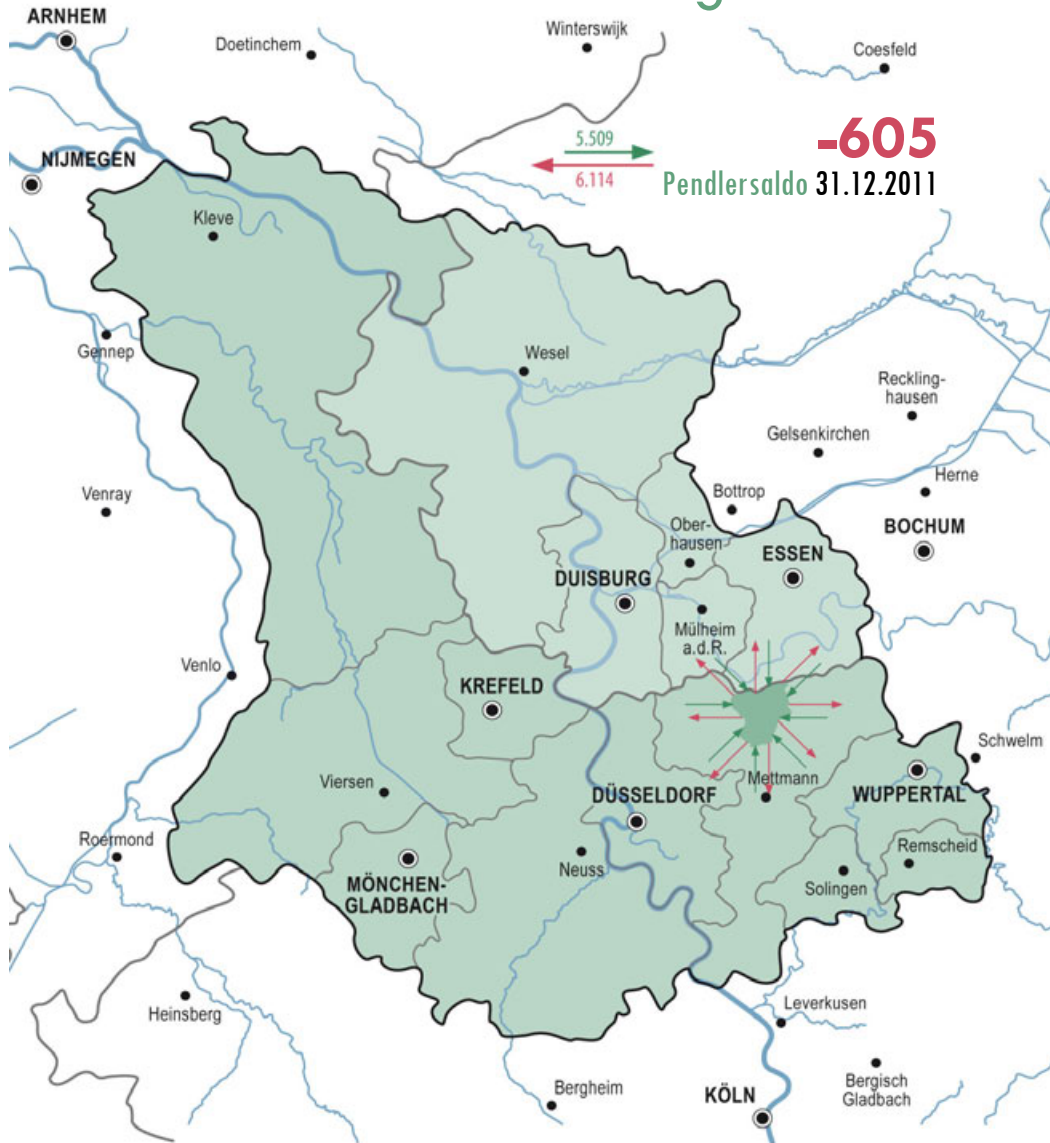 ARNHEM
Doetinchem
Winterswijk
Coesfeld
-605
5.509
6.114
Pendlersaldo 31.12.2011
NIJMEGEN
Kleve
Gennep
Wesel
Reckling-
hausen
Gelsenkirchen
Herne
Venray
Bottrop
BOCHUM
Ober-
hausen
ESSEN
DUISBURG
Mülheim
a.d.R.
Venlo
KREFELD
Schwelm
Viersen
Mettmann
DÜSSELDORF
WUPPERTAL
Roermond
Neuss
Remscheid
Solingen
MÖNCHEN-
GLADBACH
Heinsberg
Leverkusen
Bergheim
KÖLN
Bergisch
Gladbach